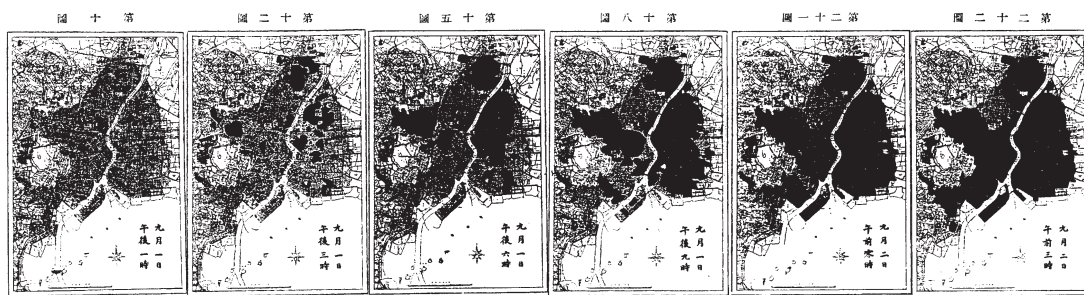 第十圖
九月一日
午後一時
第十二圖
九月一日
午後三時
第十五圖
九月一日
午後六時
第十八圖
九月一日
午後九時
第二十一圖
九月二日
午前零時
第二十二圖
九月二日
午前三時